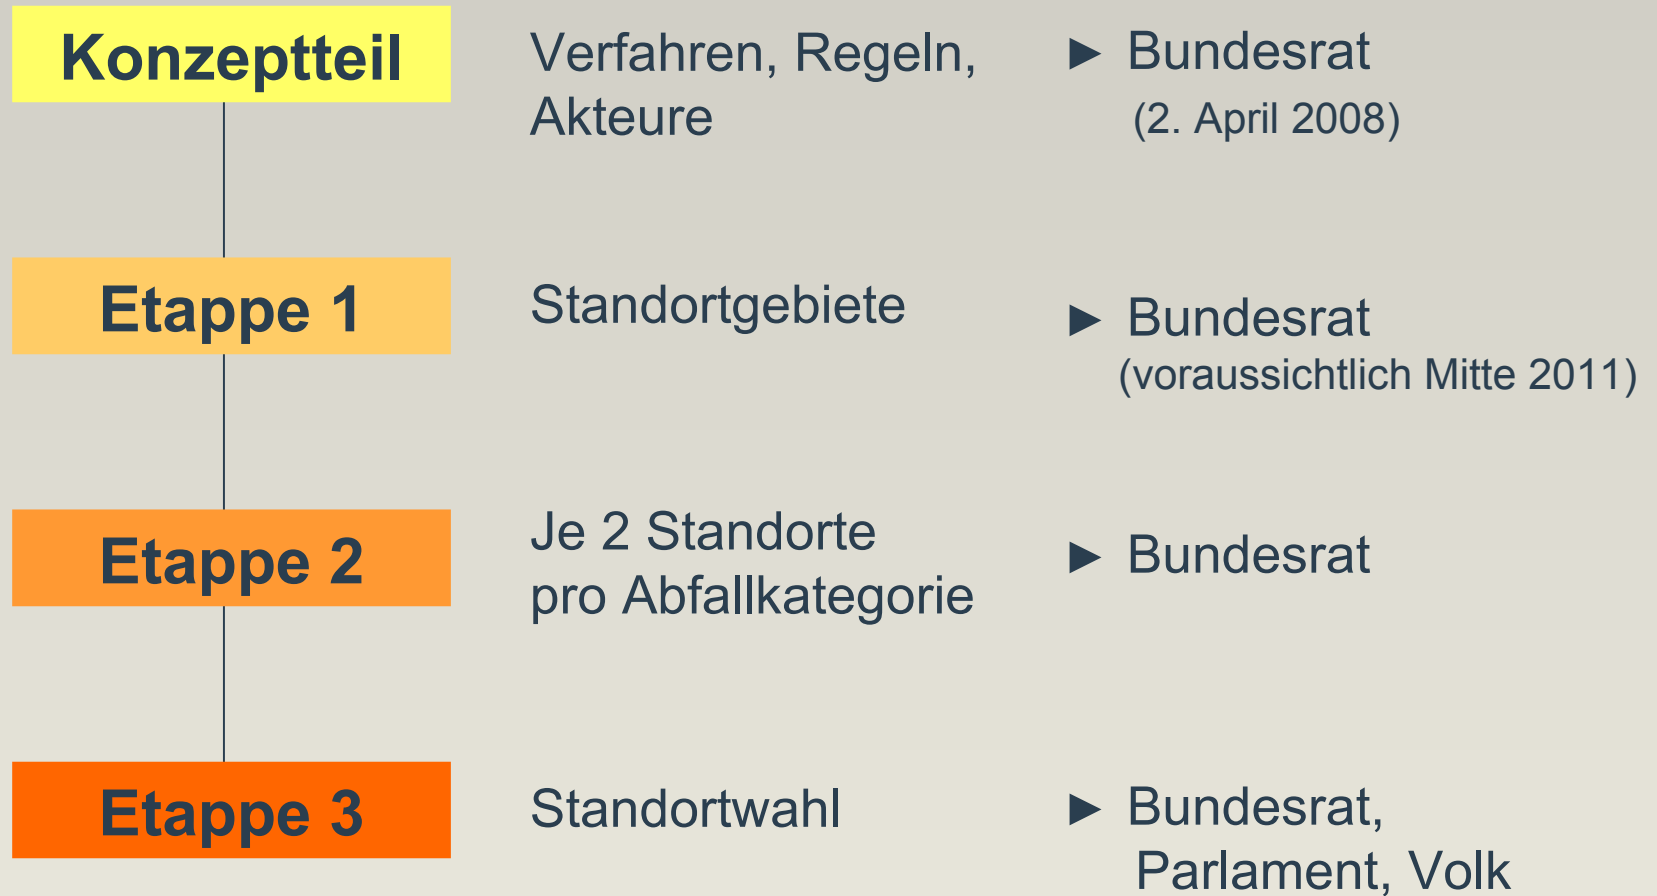 Konzeptteil
Verfahren, Regeln,
Akteure
► Bundesrat
(2. April 2008)
Etappe 1
Standortgebiete
► Bundesrat
(voraussichtlich Mitte 2011)
Etappe 2
Je 2 Standorte
pro Abfallkategorie
► Bundesrat
Etappe 3
Standortwahl
► Bundesrat,
Parlament, Volk